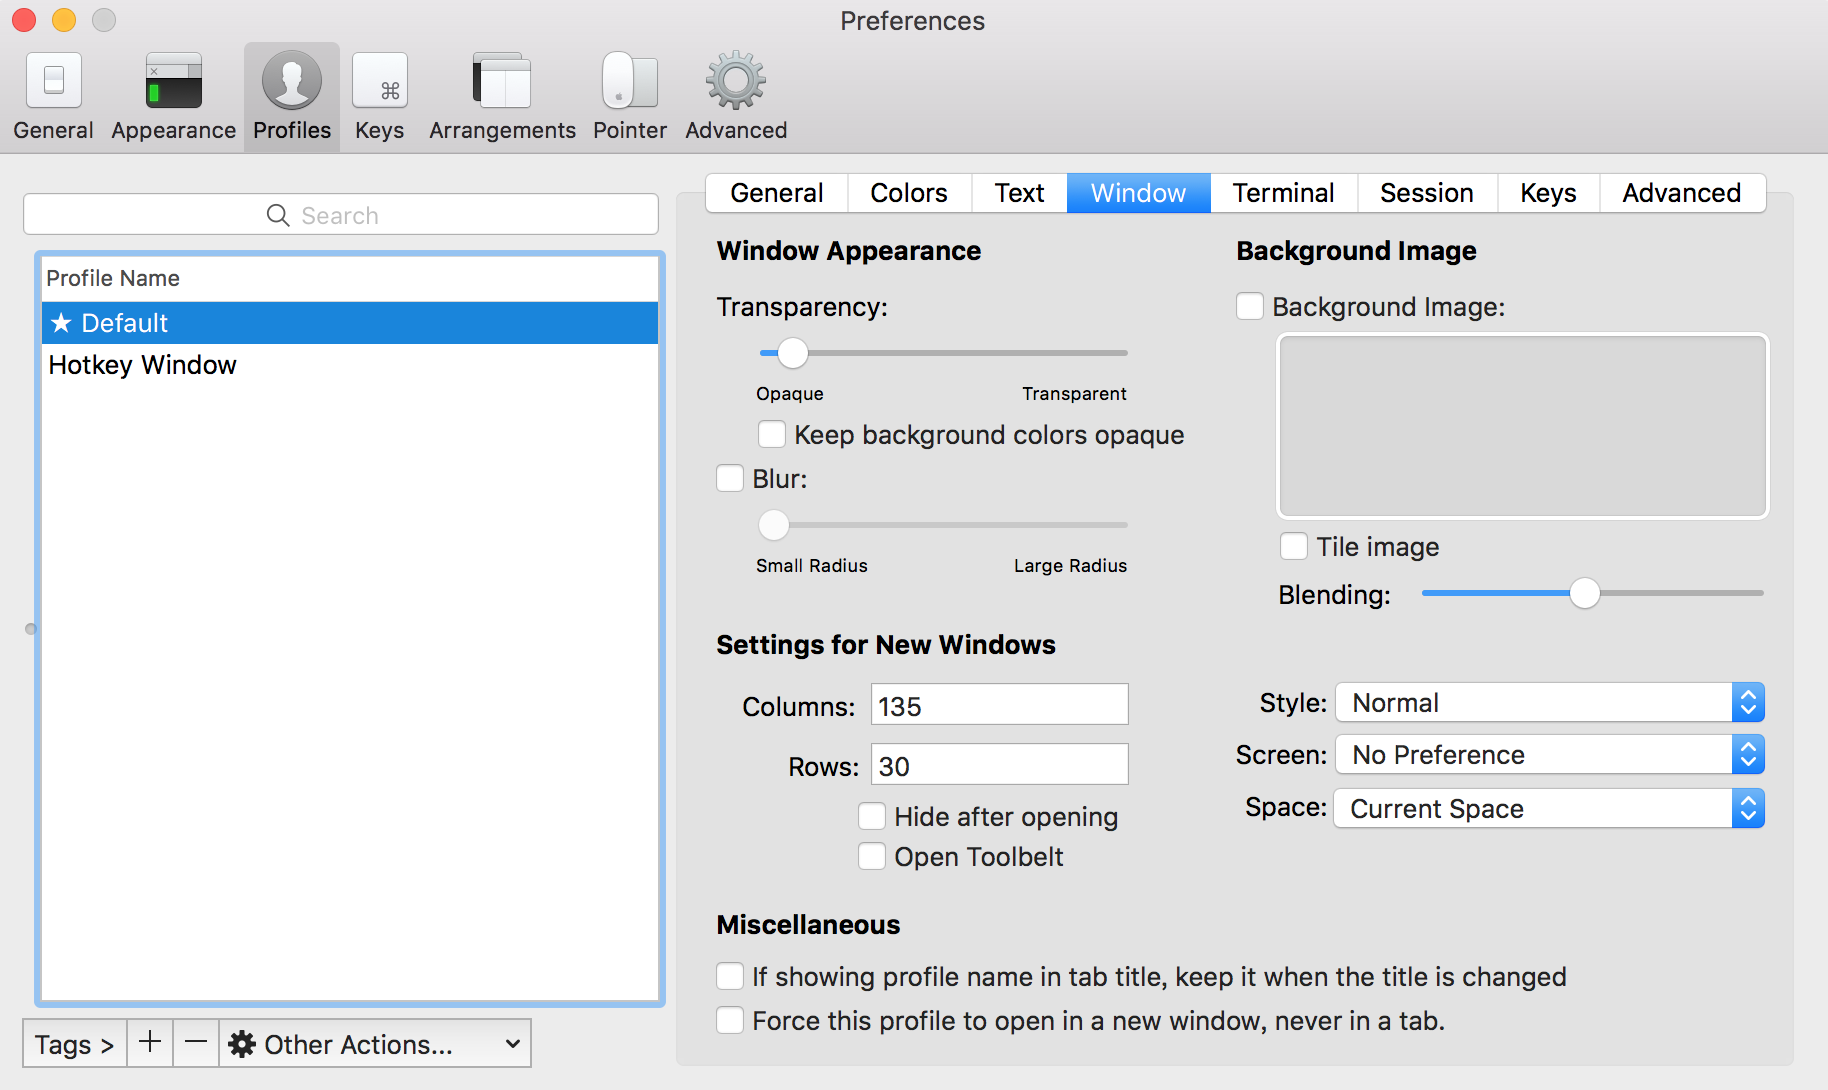 Preferences
General Appearance Profiles Keys Arrangements Pointer Advanced
Search
Profile Name
★ Default
Hotkey Window
Tags > + − Other Actions...
General Colors Text Window Terminal Session Keys Advanced
Window Appearance
Transparency:
Opaque Transparent
Keep background colors opaque
Blur:
Small Radius Large Radius
Background Image
Background Image:
Tile image
Blending:
Settings for New Windows
Columns: 135
Rows: 30
Hide after opening
Open Toolbelt
Style: Normal
Screen: No Preference
Space: Current Space
Miscellaneous
If showing profile name in tab title, keep it when the title is changed
Force this profile to open in a new window, never in a tab.